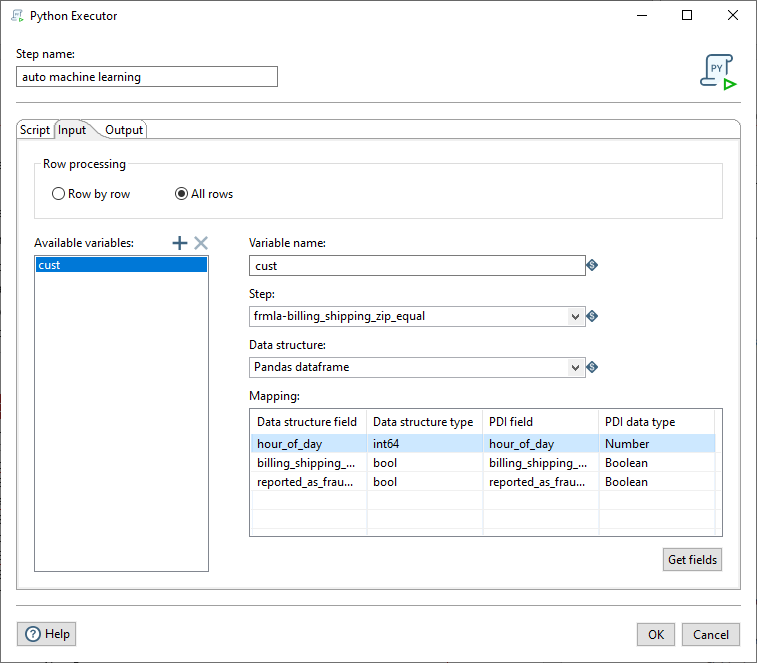 Python Executor
Step name:
auto machine learning
PY
Script Input Output
Row processing
Row by row All rows
Available variables:
cust
Variable name:
cust
Step:
frmla-billing_shipping_zip_equal
Data structure:
Pandas dataframe
Mapping:
Data structure field Data structure type PDI field PDI data type
hour_of_day int64 hour_of_day Number
billing_shipping_... bool billing_shipping_... Boolean
reported_as_frau... bool reported_as_frau... Boolean
Get fields
Help OK Cancel